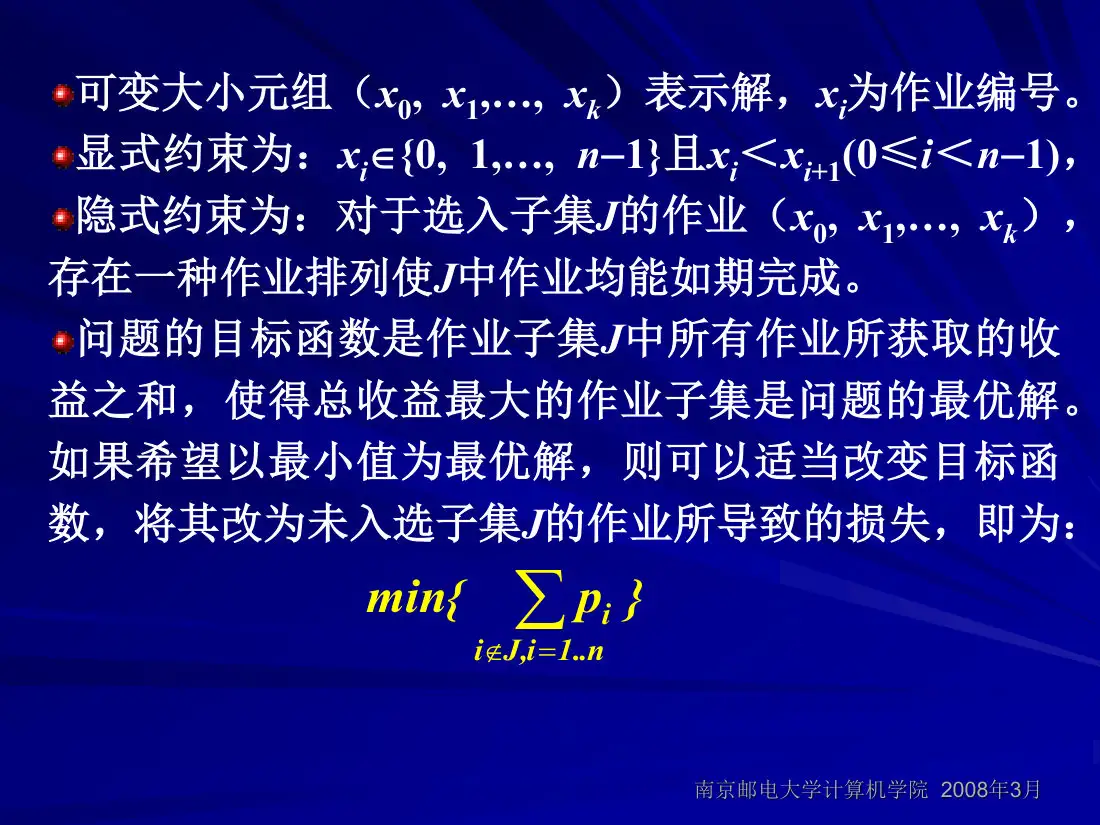 可变大小元组（x₀, x₁,…, xₖ）表示解，xᵢ为作业编号。
显式约束为：xᵢ∈{0, 1,…, n−1}且xᵢ＜xᵢ₊₁(0≤i＜n−1)，
隐式约束为：对于选入子集J的作业（x₀, x₁,…, xₖ），
存在一种作业排列使J中作业均能如期完成。
问题的目标函数是作业子集J中所有作业所获取的收
益之和，使得总收益最大的作业子集是问题的最优解。
如果希望以最小值为最优解，则可以适当改变目标函
数，将其改为未入选子集J的作业所导致的损失，即为：
min{ ∑ pᵢ }
i∉J,i=1..n
南京邮电大学计算机学院 2008年3月